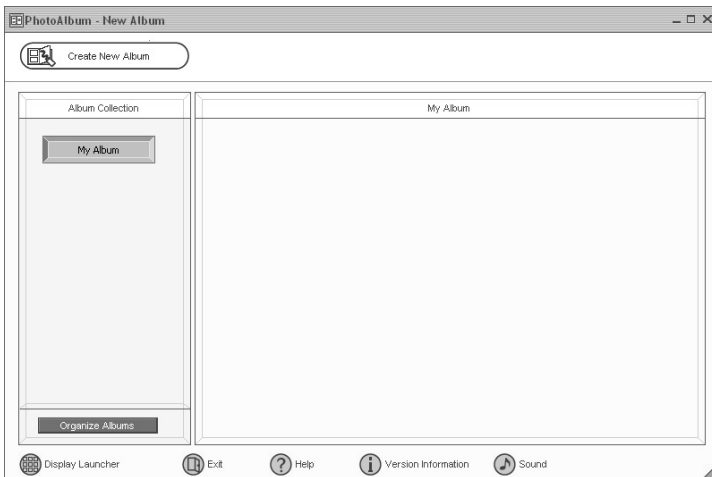 PhotoAlbum - New Album
Create New Album
Album Collection
My Album
My Album
Organize Albums
Display Launcher
Exit
Help
Version Information
Sound